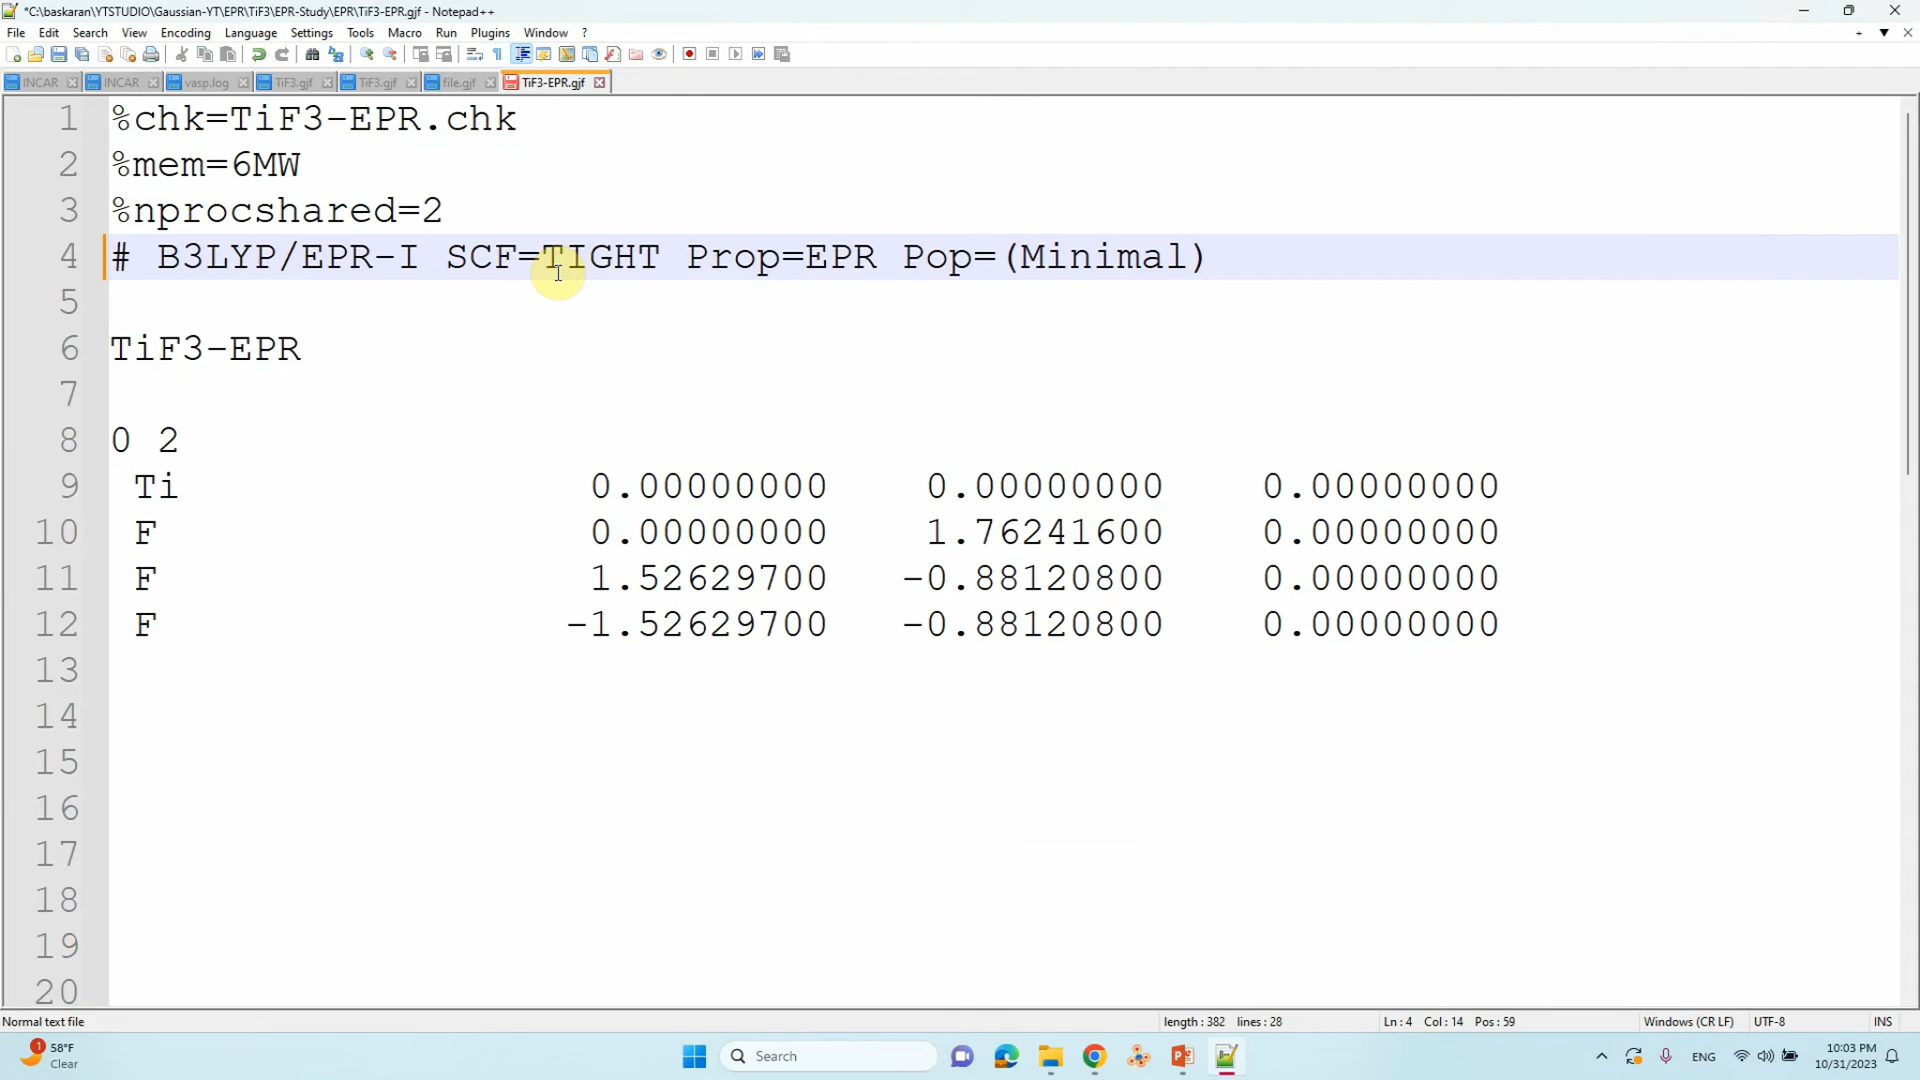 *C:\baskaran\YTSTUDIO\Gaussian-YT\EPR\TiF3\EPR-Study\EPR\TiF3-EPR.gjf - Notepad++
File Edit Search View Encoding Language Settings Tools Macro Run Plugins Window ?
INCAR INCAR vasp.log TiF3.gjf TiF3.gjf file.gjf TiF3-EPR.gjf
1 %chk=TiF3-EPR.chk
2 %mem=6MW
3 %nprocshared=2
4 # B3LYP/EPR-I SCF=TIGHT Prop=EPR Pop=(Minimal)
5
6 TiF3-EPR
7
8 0 2
9 Ti 0.00000000 0.00000000 0.00000000
10 F 0.00000000 1.76241600 0.00000000
11 F 1.52629700 -0.88120800 0.00000000
12 F -1.52629700 -0.88120800 0.00000000
13
14
15
16
17
18
19
20
Normal text file length : 382 lines : 28 Ln : 4 Col : 14 Pos : 59 Windows (CR LF) UTF-8 INS
1 58°F Search ENG 10:03 PM
Clear 10/31/2023